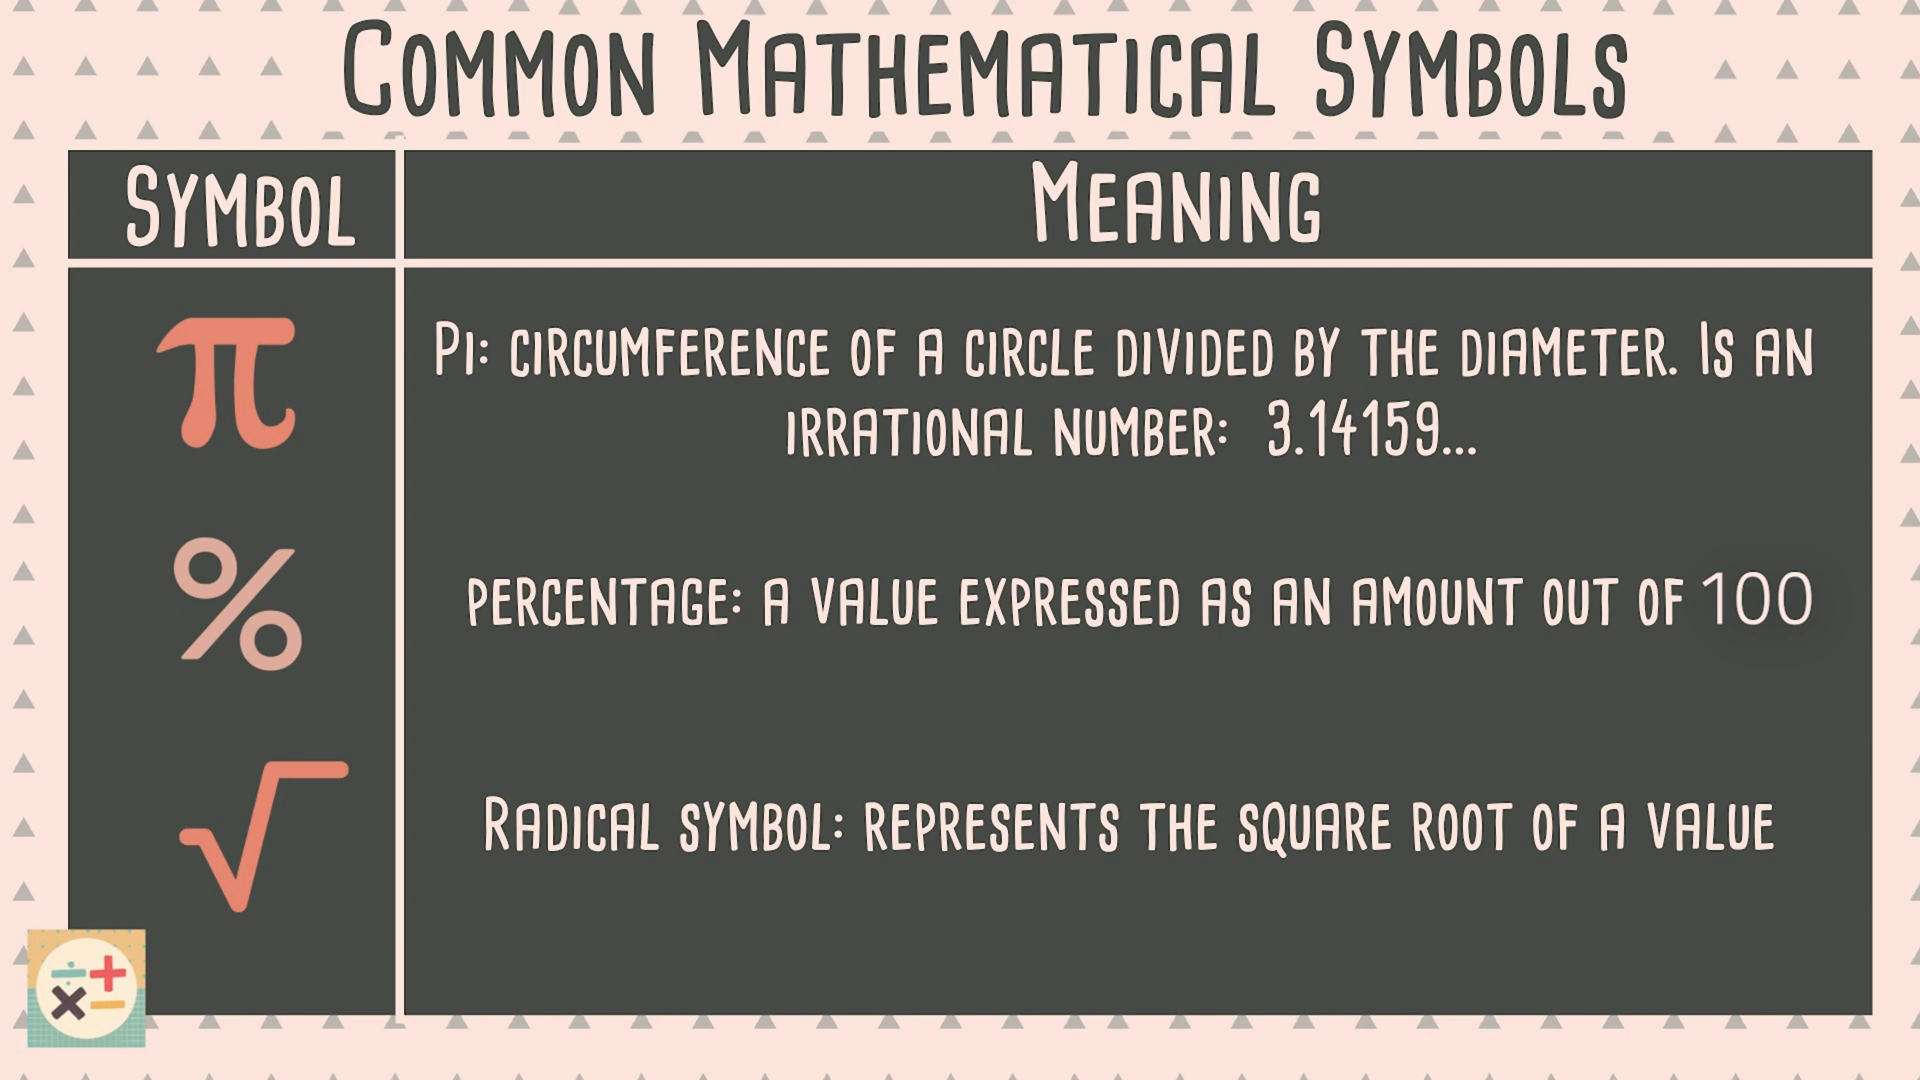 Common Mathematical Symbols
Symbol
Meaning
π
Pi: circumference of a circle divided by the diameter. Is an
irrational number: 3.14159...
%
percentage: a value expressed as an amount out of 100
√
Radical symbol: represents the square root of a value
÷+
×−